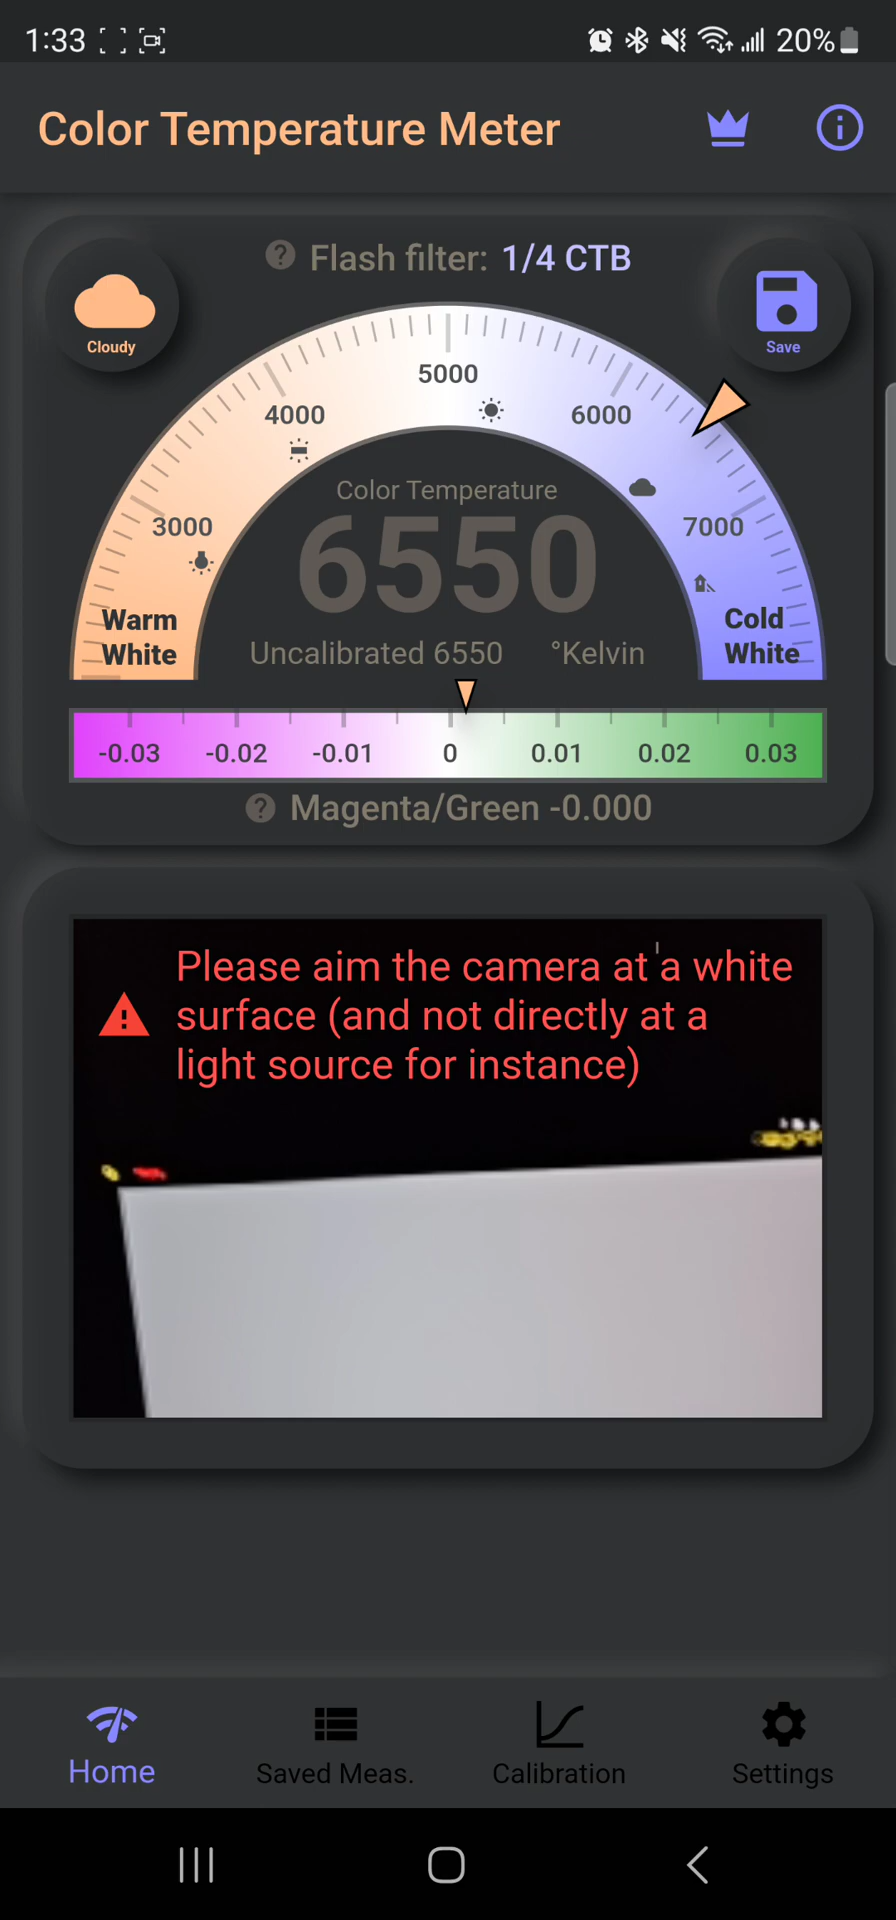 1:33
20%
Color Temperature Meter
Flash filter: 1/4 CTB
Cloudy
Save
5000
4000
6000
3000
7000
Color Temperature
6550
Warm
White
Cold
White
Uncalibrated 6550 °Kelvin
-0.03 -0.02 -0.01 0 0.01 0.02 0.03
Magenta/Green -0.000
Please aim the camera at a white
surface (and not directly at a
light source for instance)
Home
Saved Meas.
Calibration
Settings